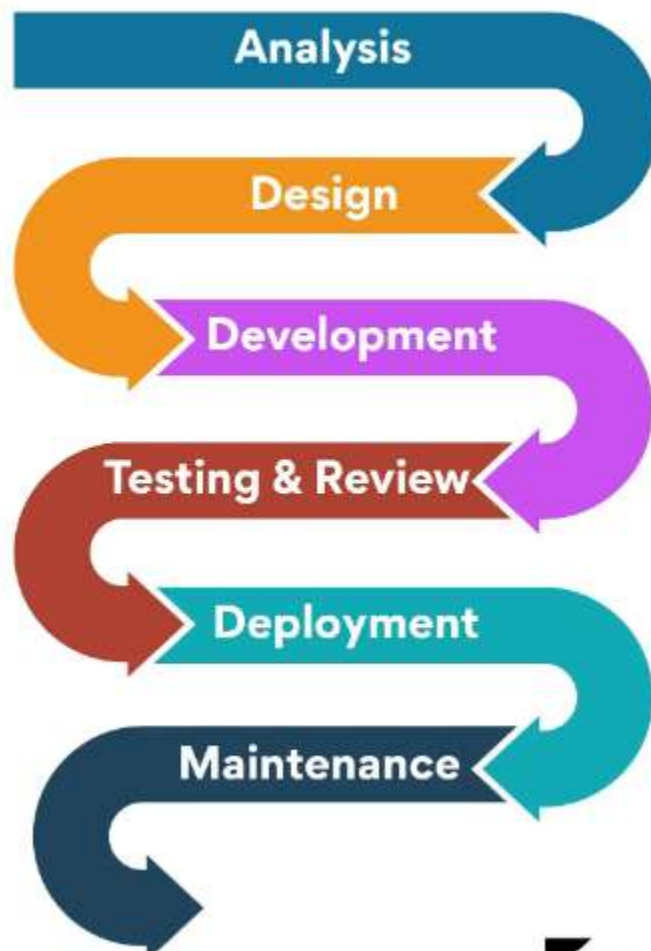 Analysis
Design
Development
Testing & Review
Deployment
Maintenance